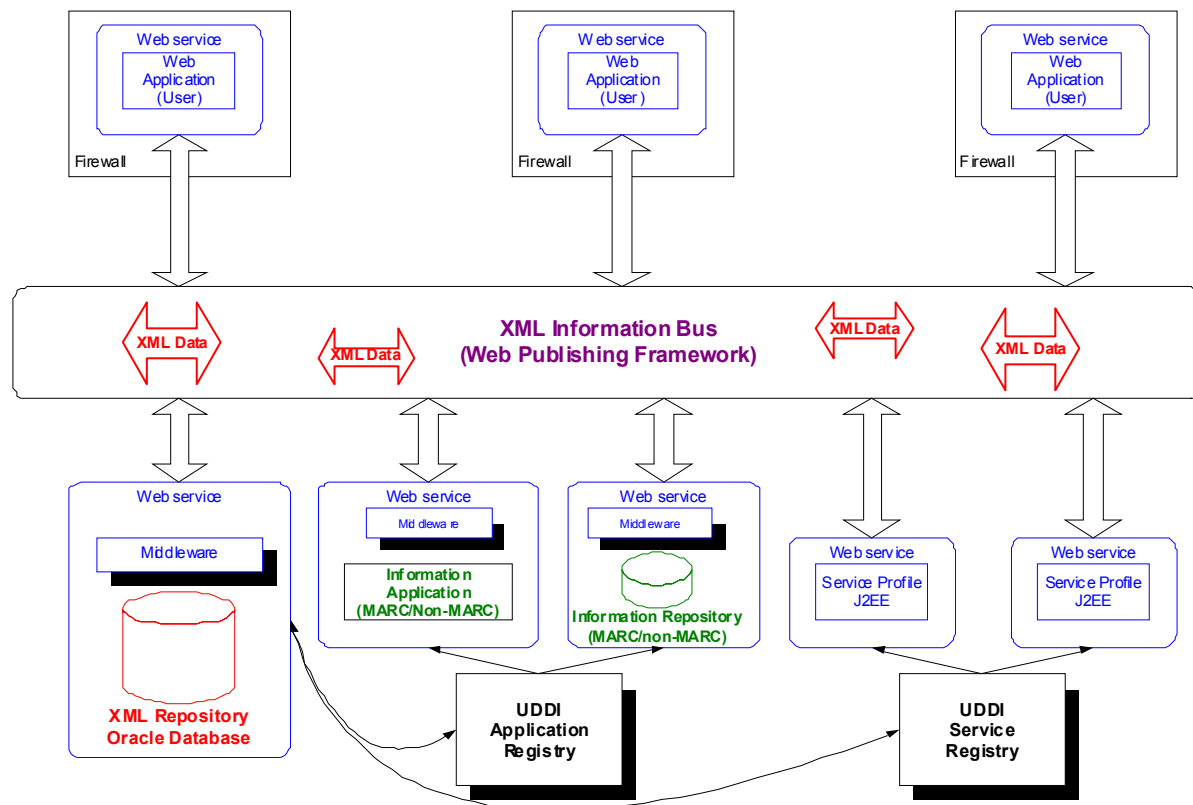 Web service
Web
Application
(User)
Firewall
Web service
Web
Application
(User)
Firewall
Web service
Web
Application
(User)
Firewall
XML Data
XML Data
XML Information Bus
(Web Publishing Framework)
XML Data
XML Data
Web service
Middleware
XML Repository
Oracle Database
Web service
Middleware
Information
Application
(MARC/Non-MARC)
Web service
Middleware
Information Repository
(MARC/non-MARC)
Web service
Service Profile
J2EE
Web service
Service Profile
J2EE
UDDI
Application
Registry
UDDI
Service
Registry